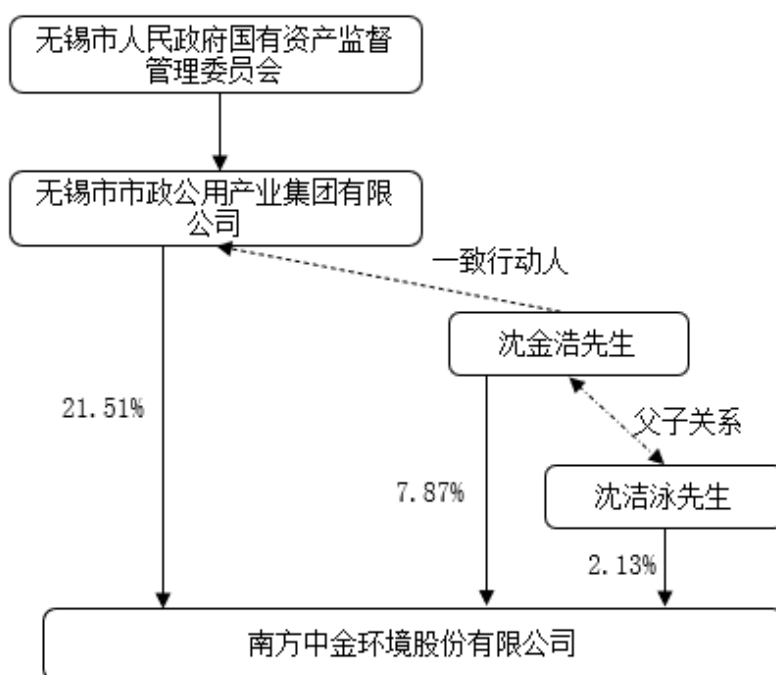 无锡市人民政府国有资产监督
管理委员会
无锡市市政公用产业集团有限
公司
一致行动人
沈金浩先生
21.51%
父子关系
7.87%
沈洁泳先生
2.13%
南方中金环境股份有限公司